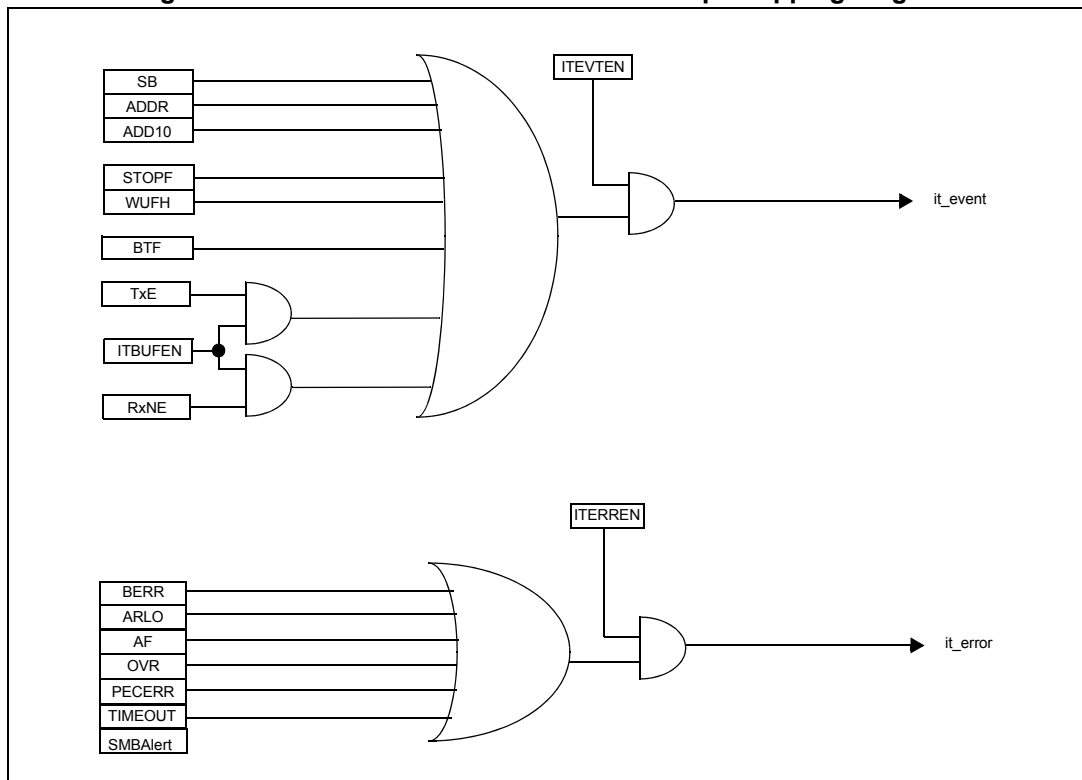 ITEVTEN
SB
ADDR
ADD10
STOPF
WUFH
BTF
TxE
ITBUFEN
RxNE
it_event
ITERREN
BERR
ARLO
AF
OVR
PECERR
TIMEOUT
SMBAlert
it_error